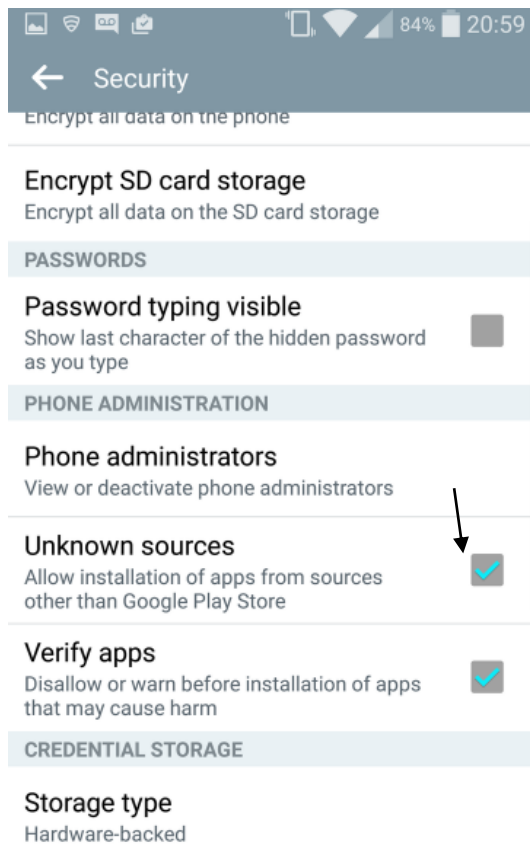 84% 20:59
Security
Encrypt all data on the phone
Encrypt SD card storage
Encrypt all data on the SD card storage
PASSWORDS
Password typing visible
Show last character of the hidden password
as you type
PHONE ADMINISTRATION
Phone administrators
View or deactivate phone administrators
Unknown sources
Allow installation of apps from sources
other than Google Play Store
Verify apps
Disallow or warn before installation of apps
that may cause harm
CREDENTIAL STORAGE
Storage type
Hardware-backed